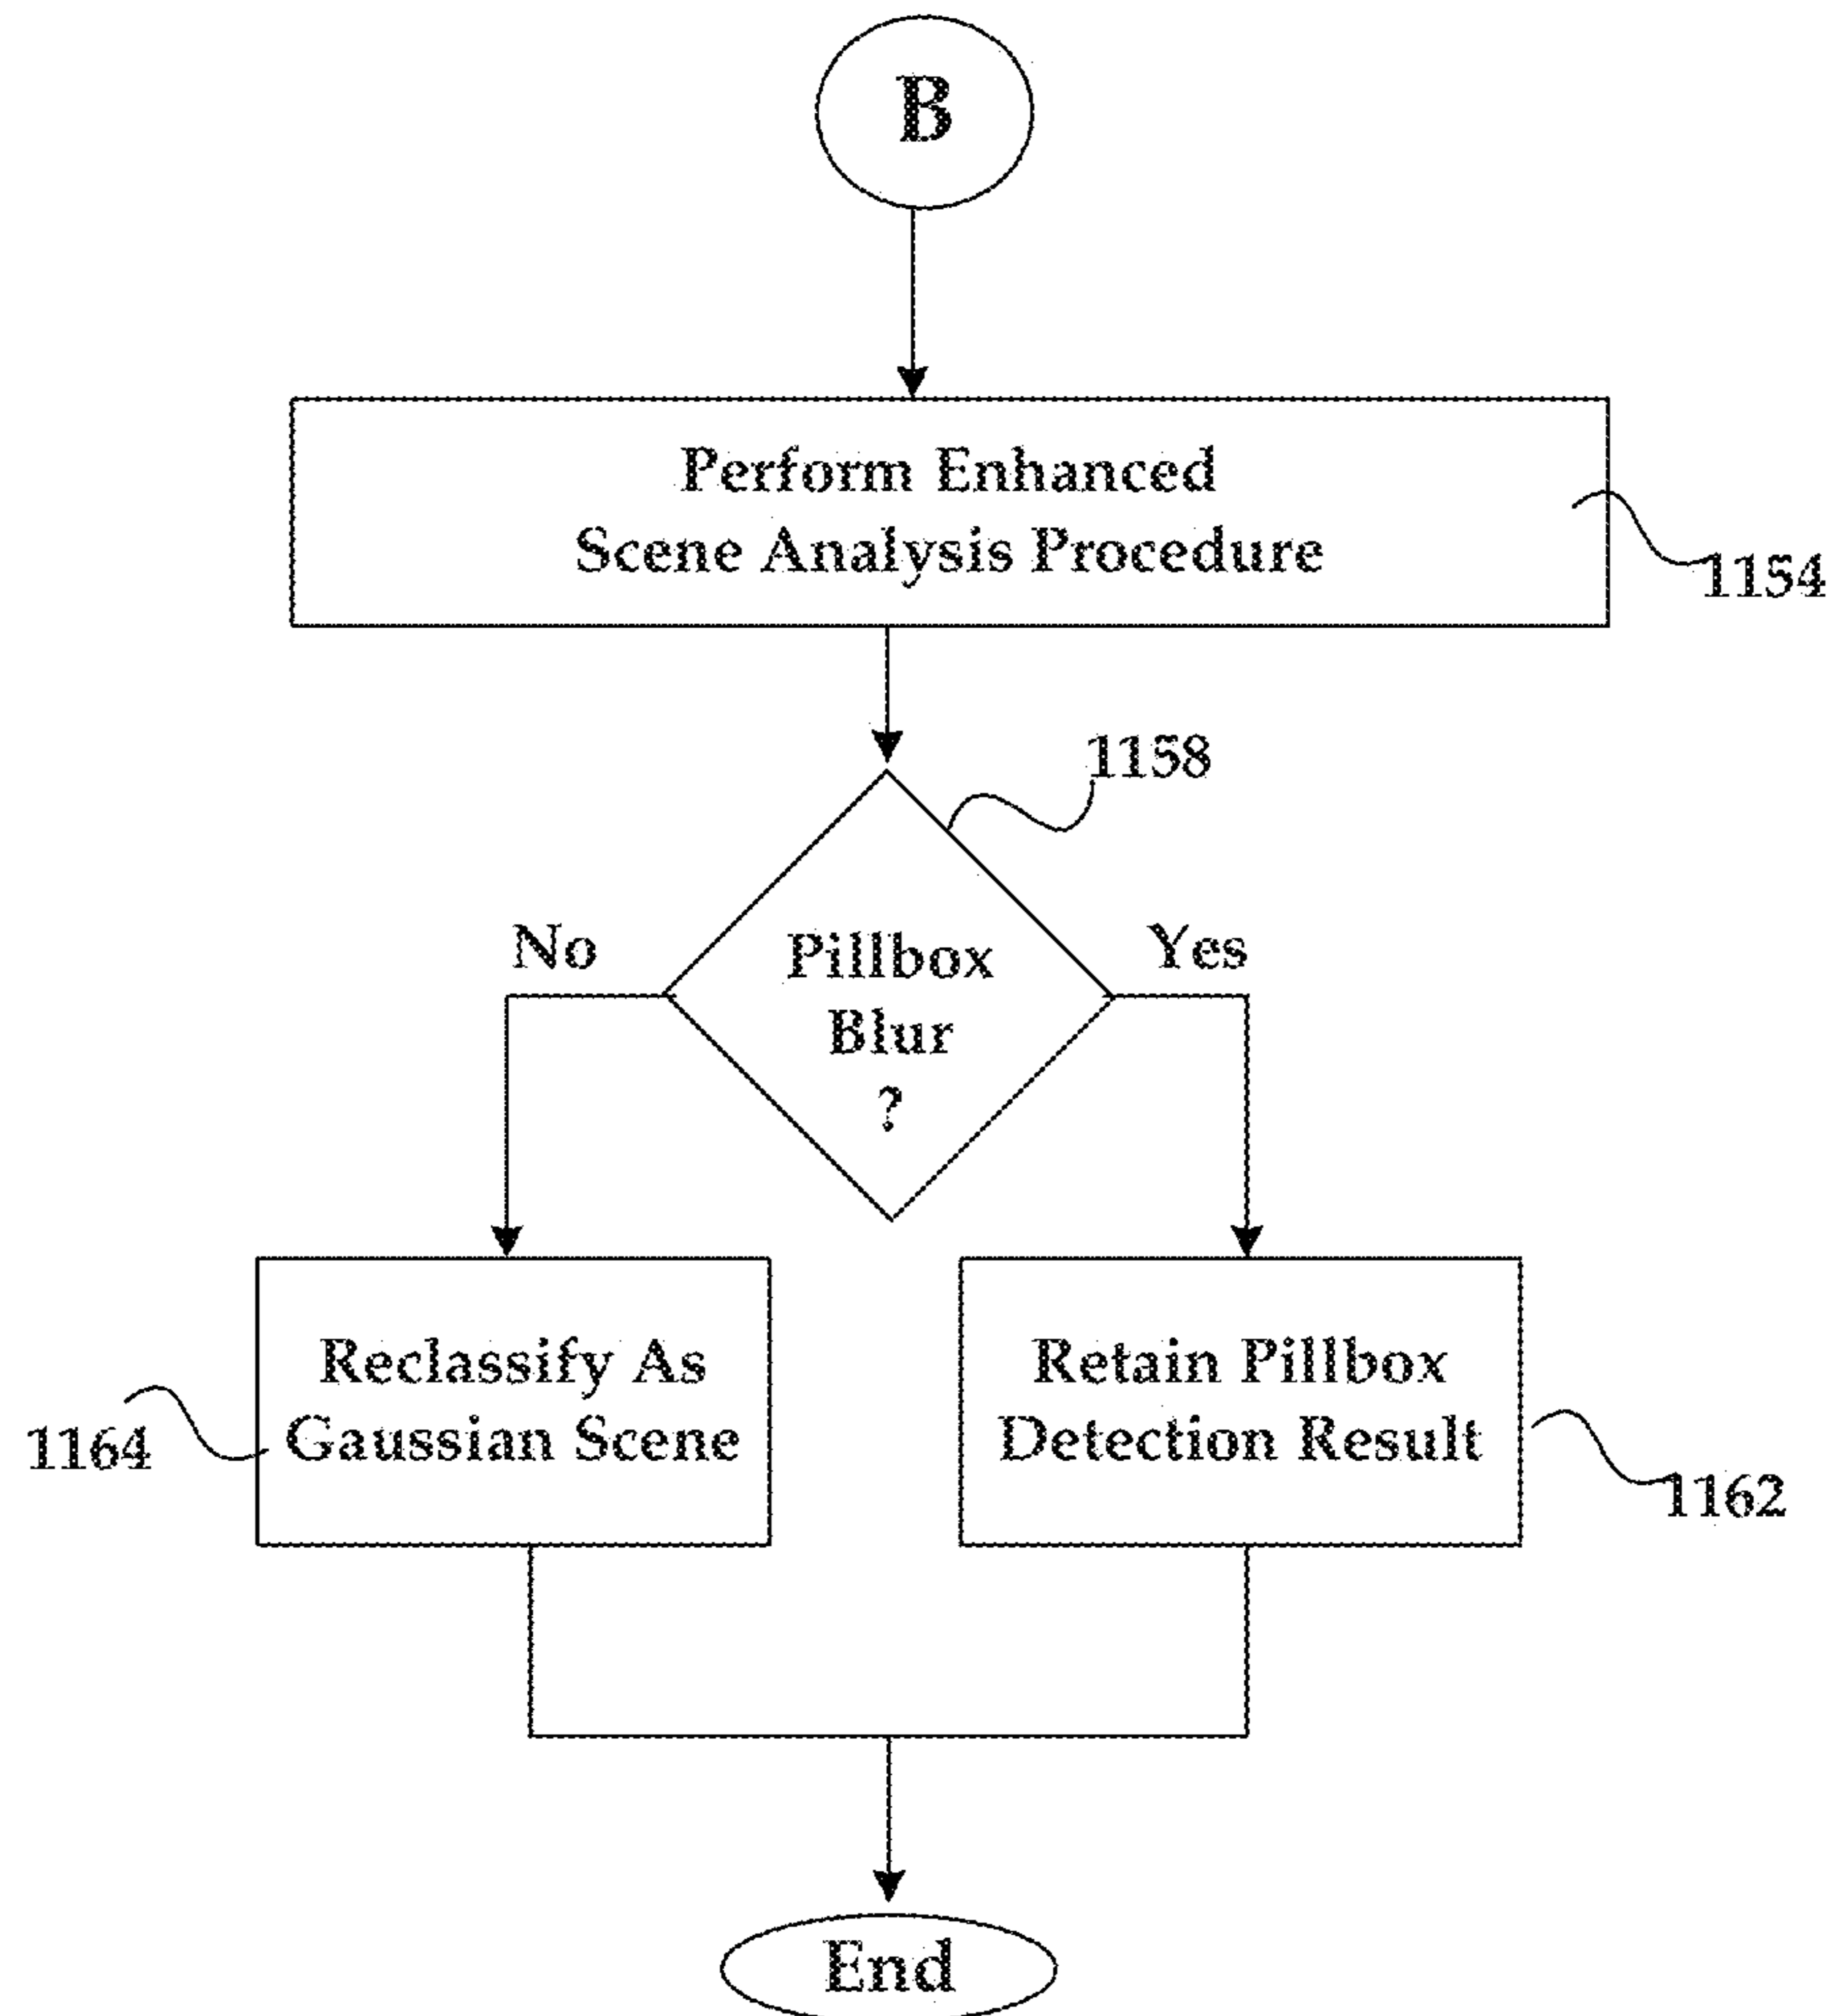 B
Perform Enhanced
Scene Analysis Procedure
1154
1158
No
Pillbox
Blur
?
Yes
Reclassify As
Gaussian Scene
1164
Retain Pillbox
Detection Result
1162
End